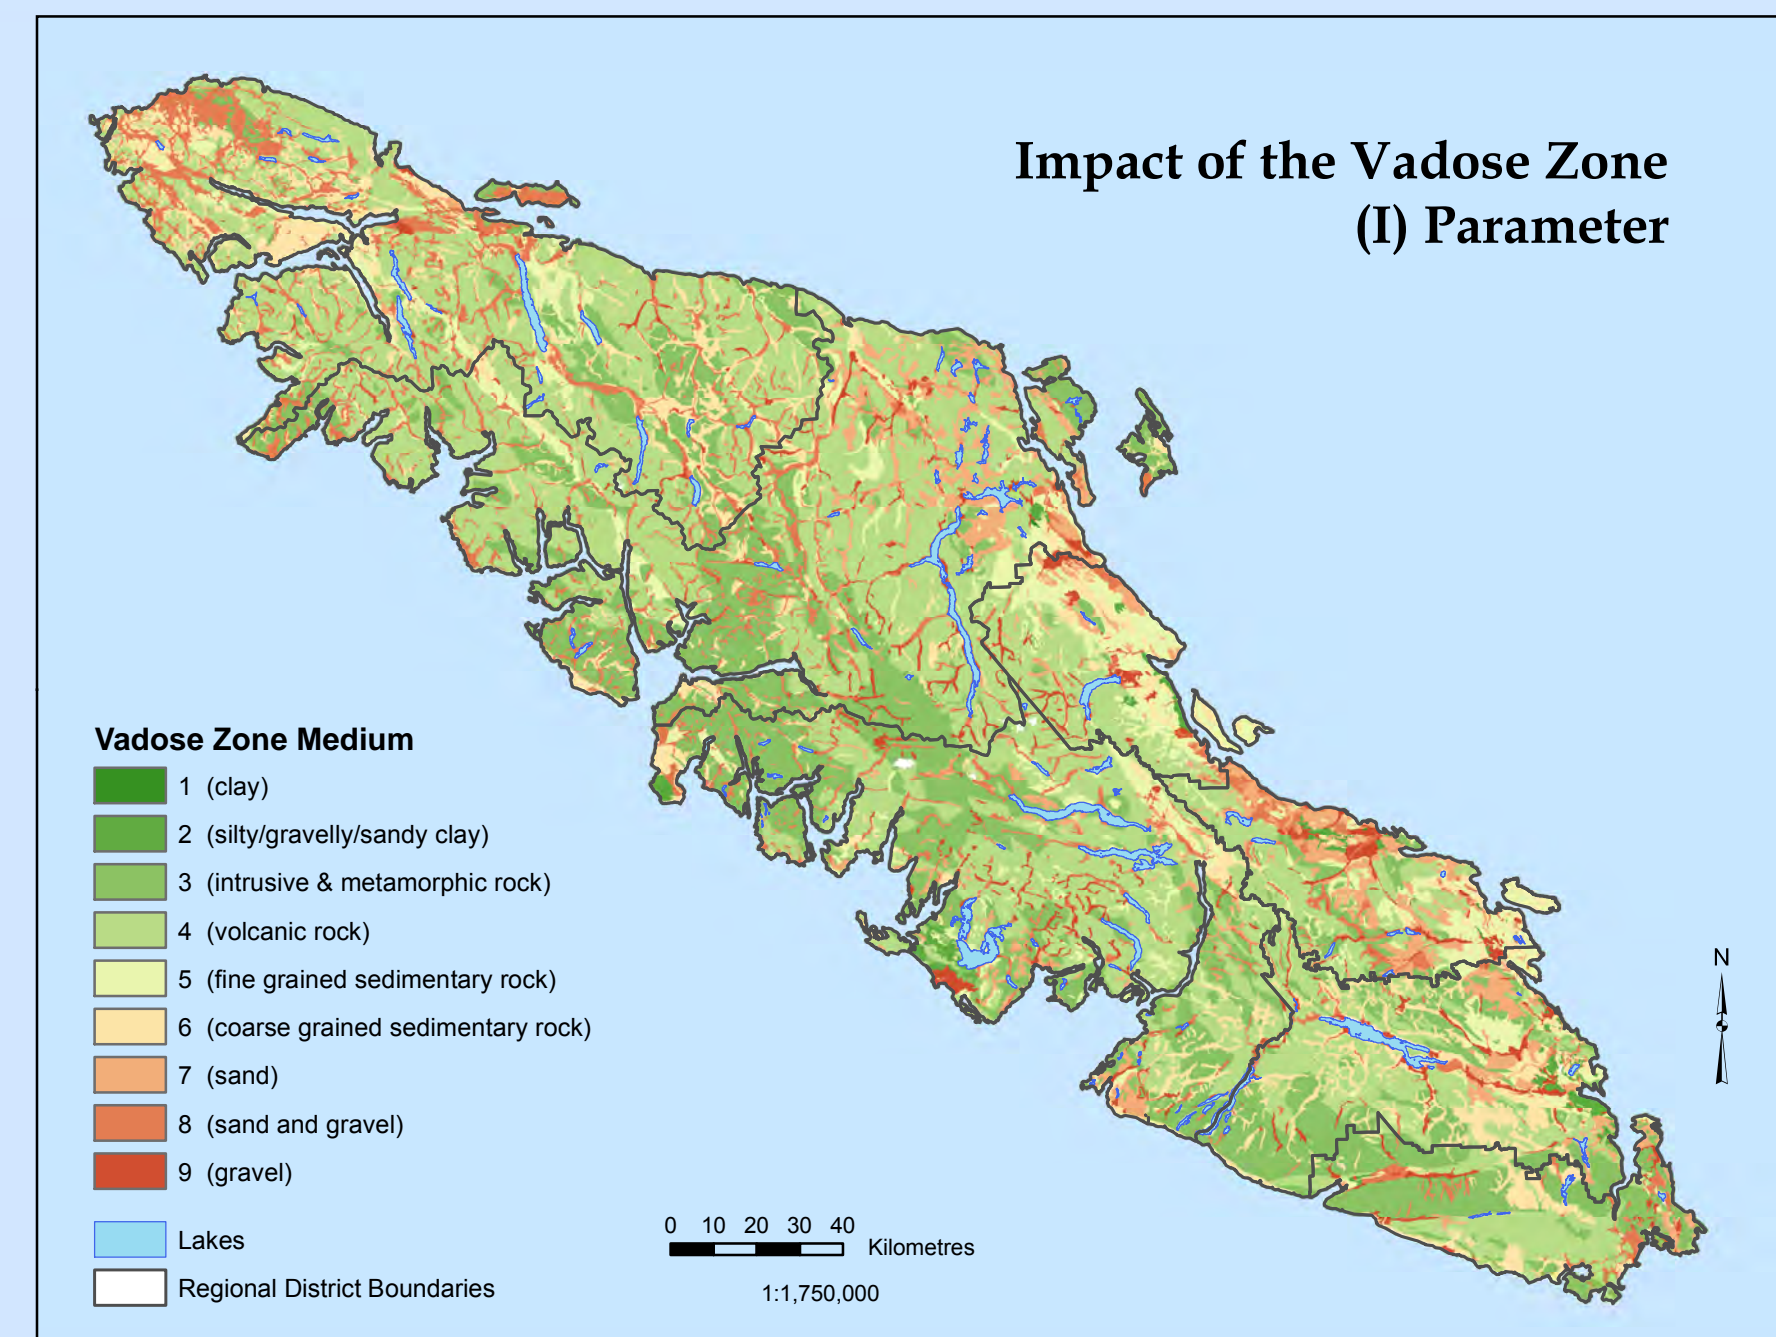 Impact of the Vadose Zone
(I) Parameter
Vadose Zone Medium
1 (clay)
2 (silty/gravelly/sandy clay)
3 (intrusive & metamorphic rock)
4 (volcanic rock)
5 (fine grained sedimentary rock)
6 (coarse grained sedimentary rock)
7 (sand)
8 (sand and gravel)
9 (gravel)
Lakes
Regional District Boundaries
0 10 20 30 40
Kilometres
1:1,750,000
N